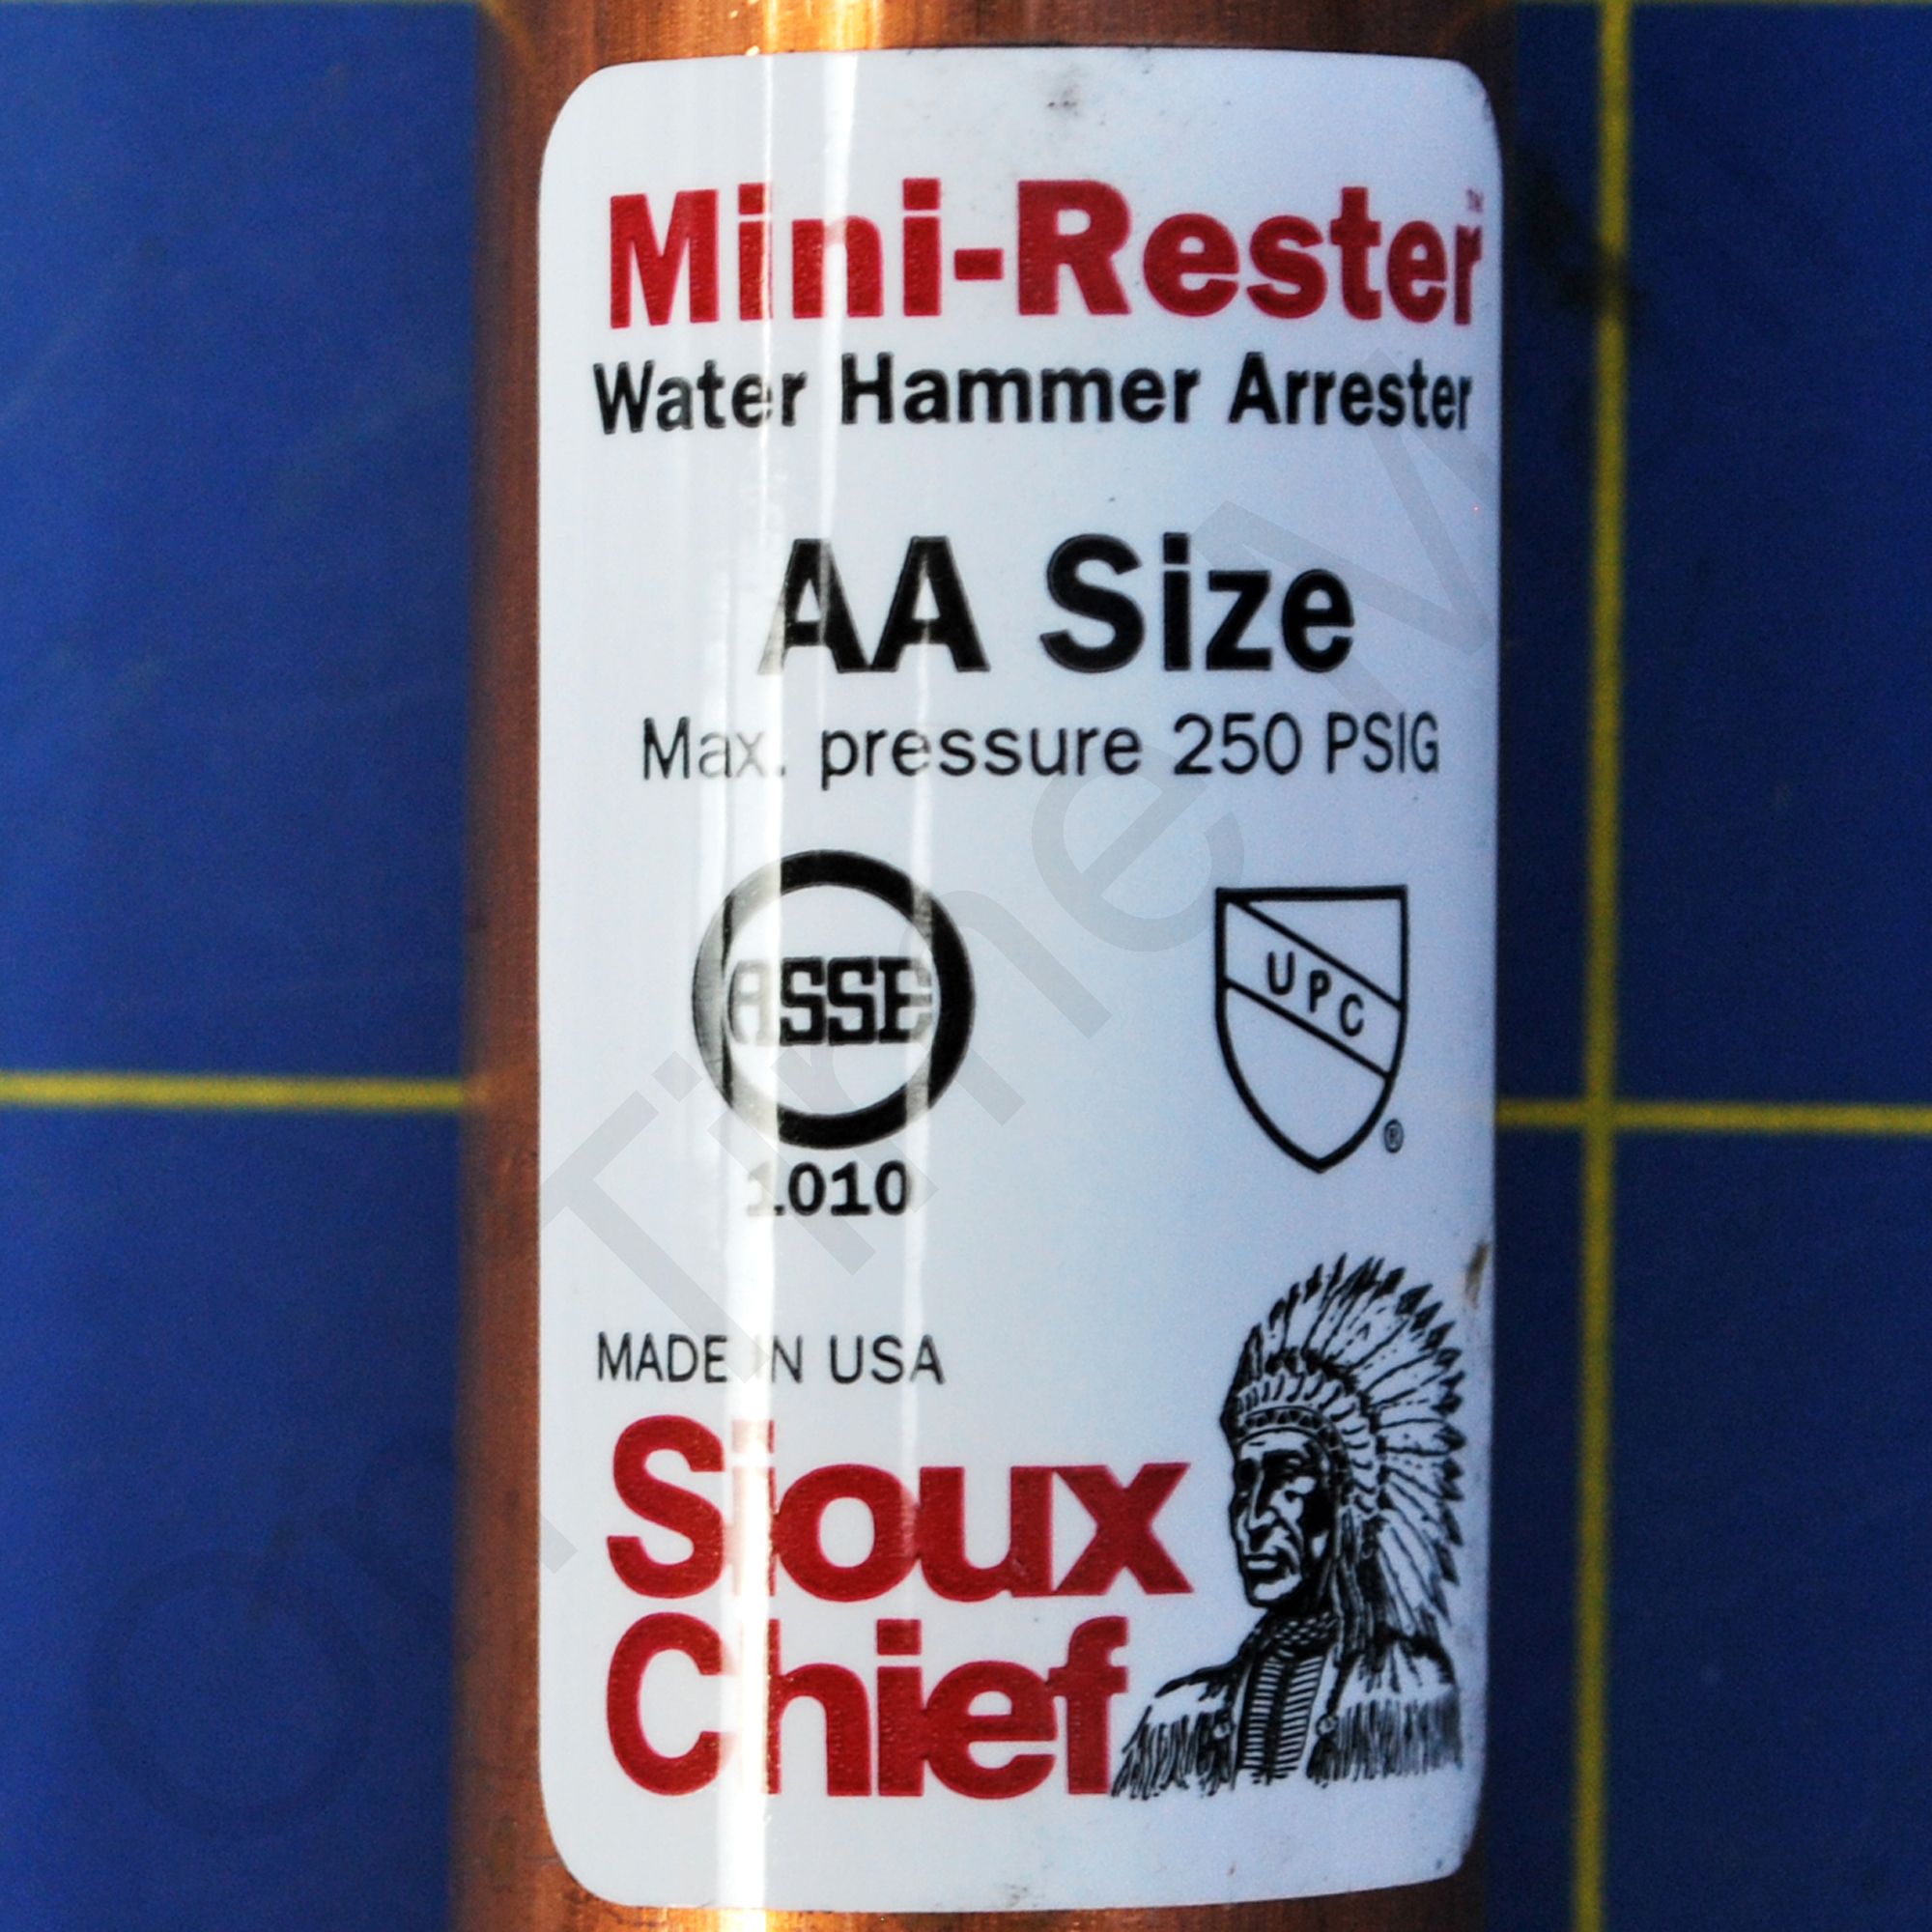 Mini-Rester™
Water Hammer Arrester
AA Size
Max. pressure 250 PSIG
ASSE
1010
UPC
®
MADE IN USA
Sioux
Chief